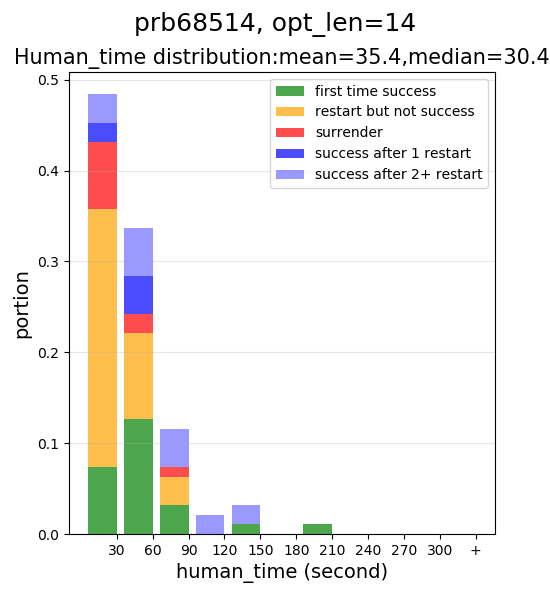 prb68514, opt_len=14
Human_time distribution:mean=35.4,median=30.4
first time success
restart but not success
surrender
success after 1 restart
success after 2+ restart
0.5
0.4
0.3
0.2
0.1
0.0
portion
30 60 90 120 150 180 210 240 270 300 +
human_time (second)